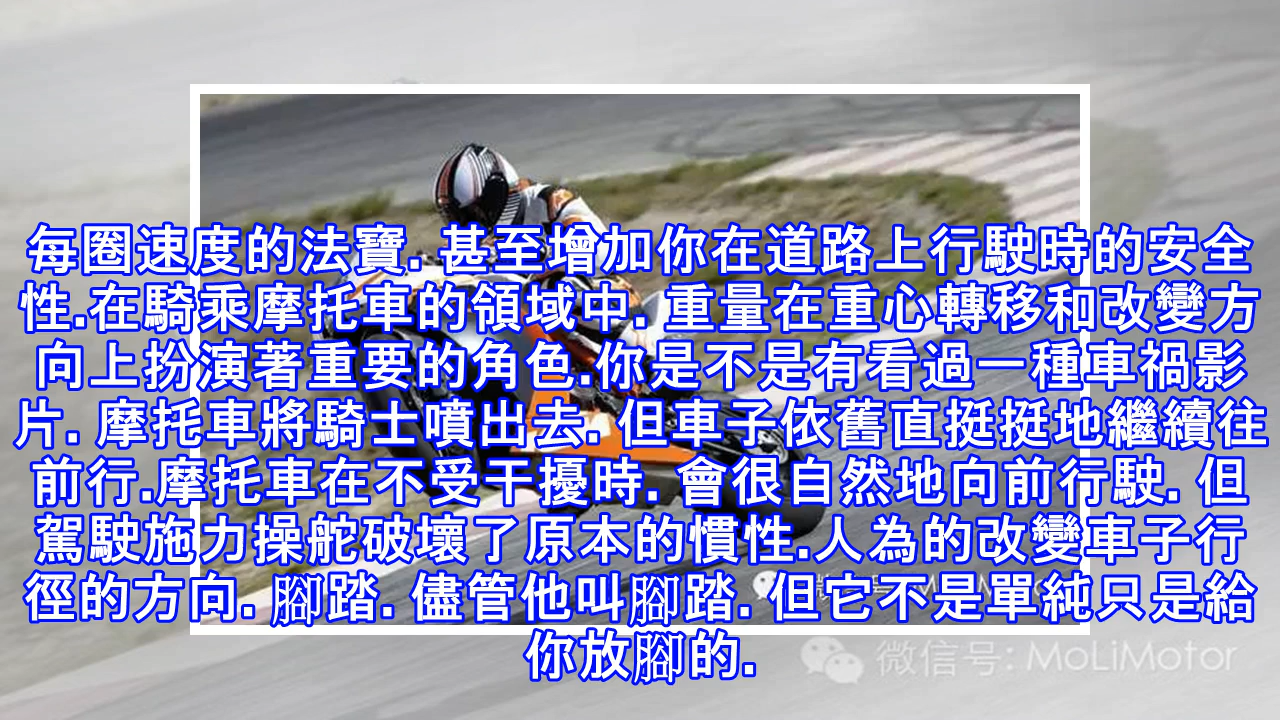 每圈速度的法寶. 甚至增加你在道路上行駛時的安全
性.在騎乘摩托車的領域中. 重量在重心轉移和改變方
向上扮演著重要的角色.你是不是有看過一種車禍影
片. 摩托車將騎士噴出去. 但車子依舊直挺挺地繼續往
前行.摩托車在不受干擾時. 會很自然地向前行駛. 但
駕駛施力操舵破壞了原本的慣性.人為的改變車子行
徑的方向. 腳踏. 儘管他叫腳踏. 但它不是單純只是給
你放腳的.
微信号: MoLiMotor